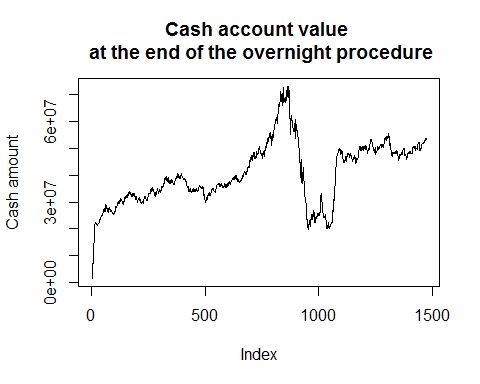 Cash account value
at the end of the overnight procedure
Cash amount
6e+07
3e+07
0e+00
0 500 1000 1500
Index